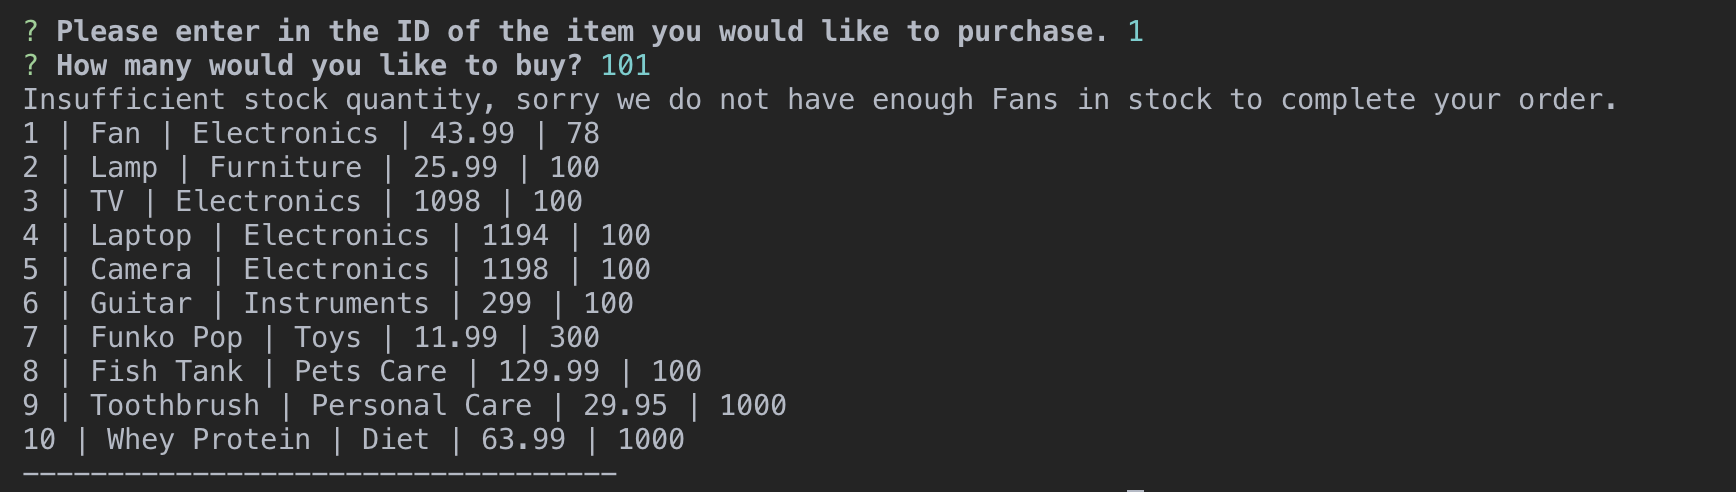 ? Please enter in the ID of the item you would like to purchase. 1
? How many would you like to buy? 101
Insufficient stock quantity, sorry we do not have enough Fans in stock to complete your order.
1 | Fan | Electronics | 43.99 | 78
2 | Lamp | Furniture | 25.99 | 100
3 | TV | Electronics | 1098 | 100
4 | Laptop | Electronics | 1194 | 100
5 | Camera | Electronics | 1198 | 100
6 | Guitar | Instruments | 299 | 100
7 | Funko Pop | Toys | 11.99 | 300
8 | Fish Tank | Pets Care | 129.99 | 100
9 | Toothbrush | Personal Care | 29.95 | 1000
10 | Whey Protein | Diet | 63.99 | 1000
-----------------------------------